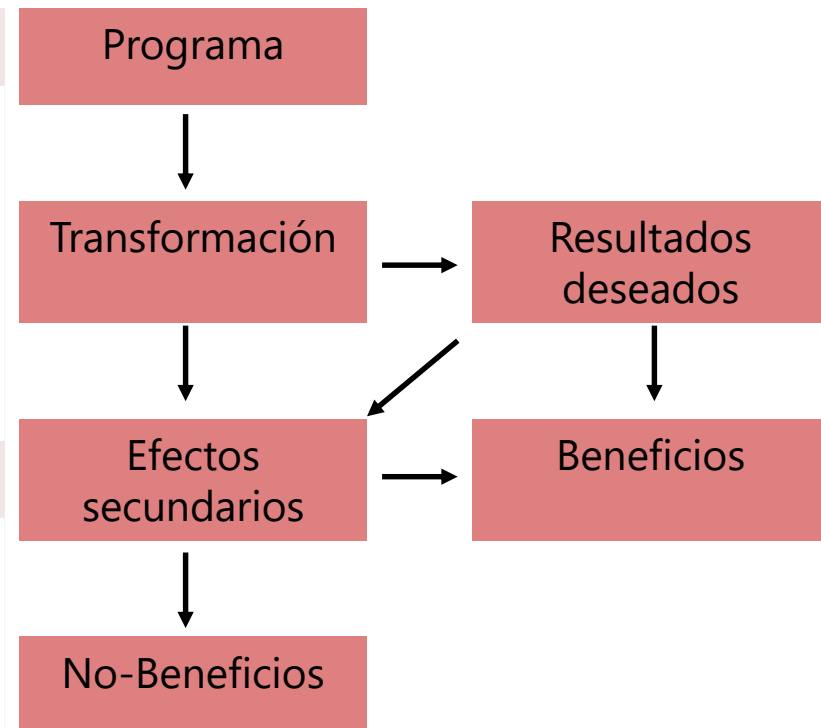 Programa
Transformación
Resultados
deseados
Efectos
secundarios
Beneficios
No-Beneficios